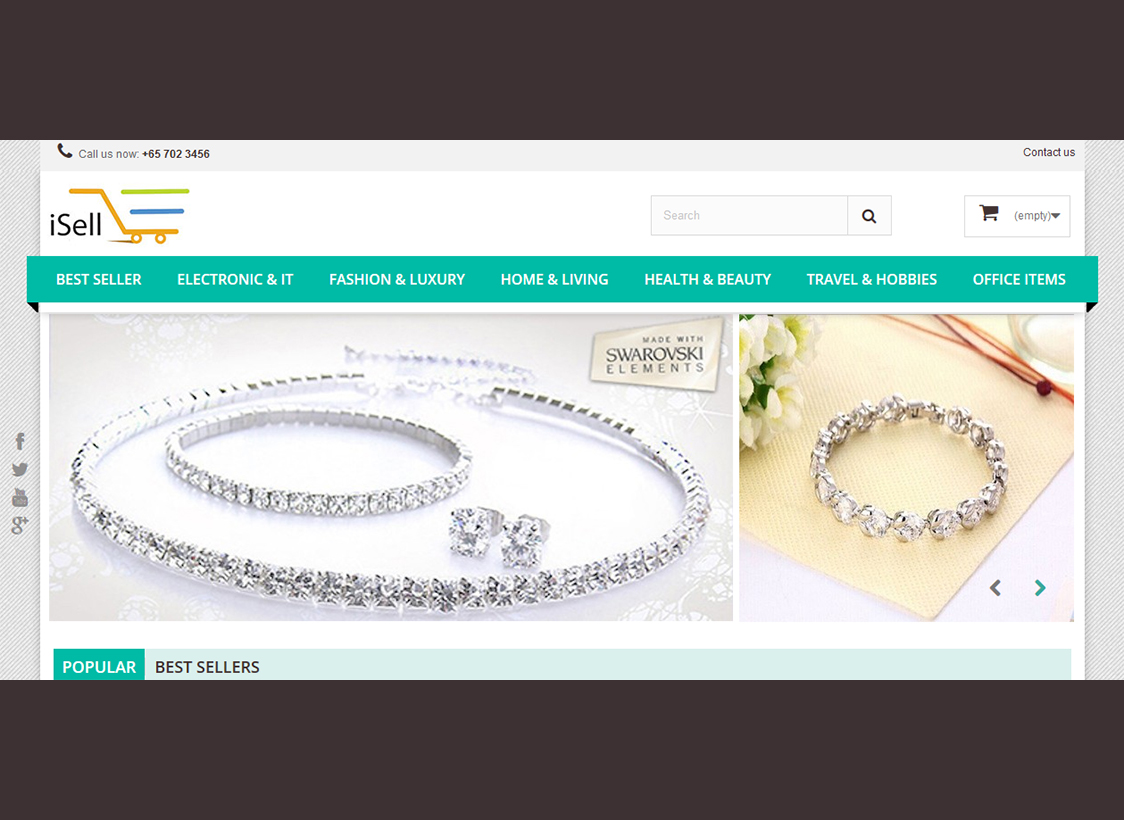 Call us now: +65 702 3456
Contact us
iSell
Search
(empty)
BEST SELLER ELECTRONIC & IT FASHION & LUXURY HOME & LIVING HEALTH & BEAUTY TRAVEL & HOBBIES OFFICE ITEMS
MADE WITH
SWAROVSKI
ELEMENTS
POPULAR BEST SELLERS